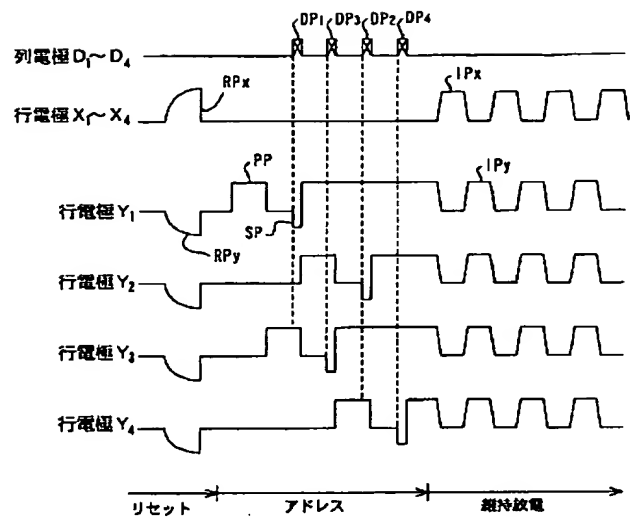 DP1 DP3 DP2 DP4
列電極 D1～D4
RPx
IPx
行電極 X1～X4
PP
IPy
行電極 Y1
SP
RPy
行電極 Y2
行電極 Y3
行電極 Y4
リセット アドレス 維持放電